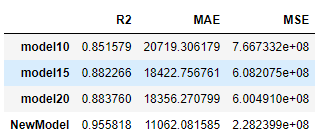 R2 MAE MSE
model10 0.851579 20719.306179 7.667332e+08
model15 0.882266 18422.756761 6.082075e+08
model20 0.883760 18356.270799 6.004910e+08
NewModel 0.955818 11062.081585 2.282399e+08